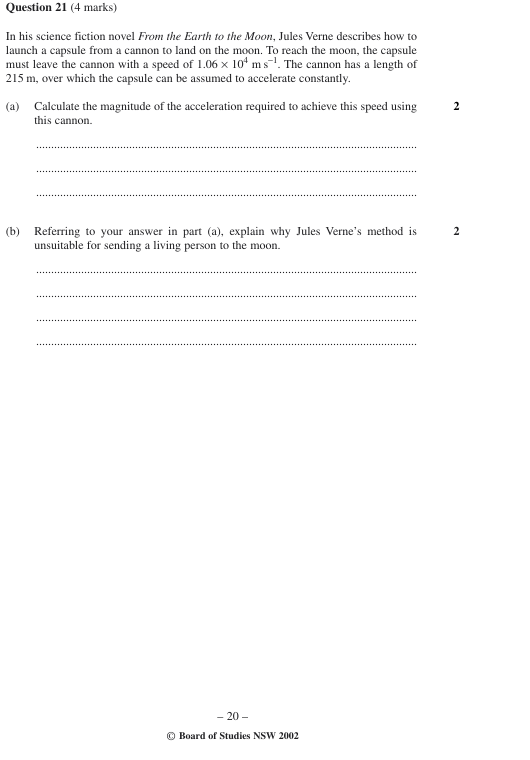 Question 21 (4 marks)
In his science fiction novel From the Earth to the Moon, Jules Verne describes how to
launch a capsule from a cannon to land on the moon. To reach the moon, the capsule
must leave the cannon with a speed of 1.06 × 10⁴ m s⁻¹. The cannon has a length of
215 m, over which the capsule can be assumed to accelerate constantly.
(a) Calculate the magnitude of the acceleration required to achieve this speed using 2
this cannon.
(b) Referring to your answer in part (a), explain why Jules Verne’s method is 2
unsuitable for sending a living person to the moon.
– 20 –
© Board of Studies NSW 2002